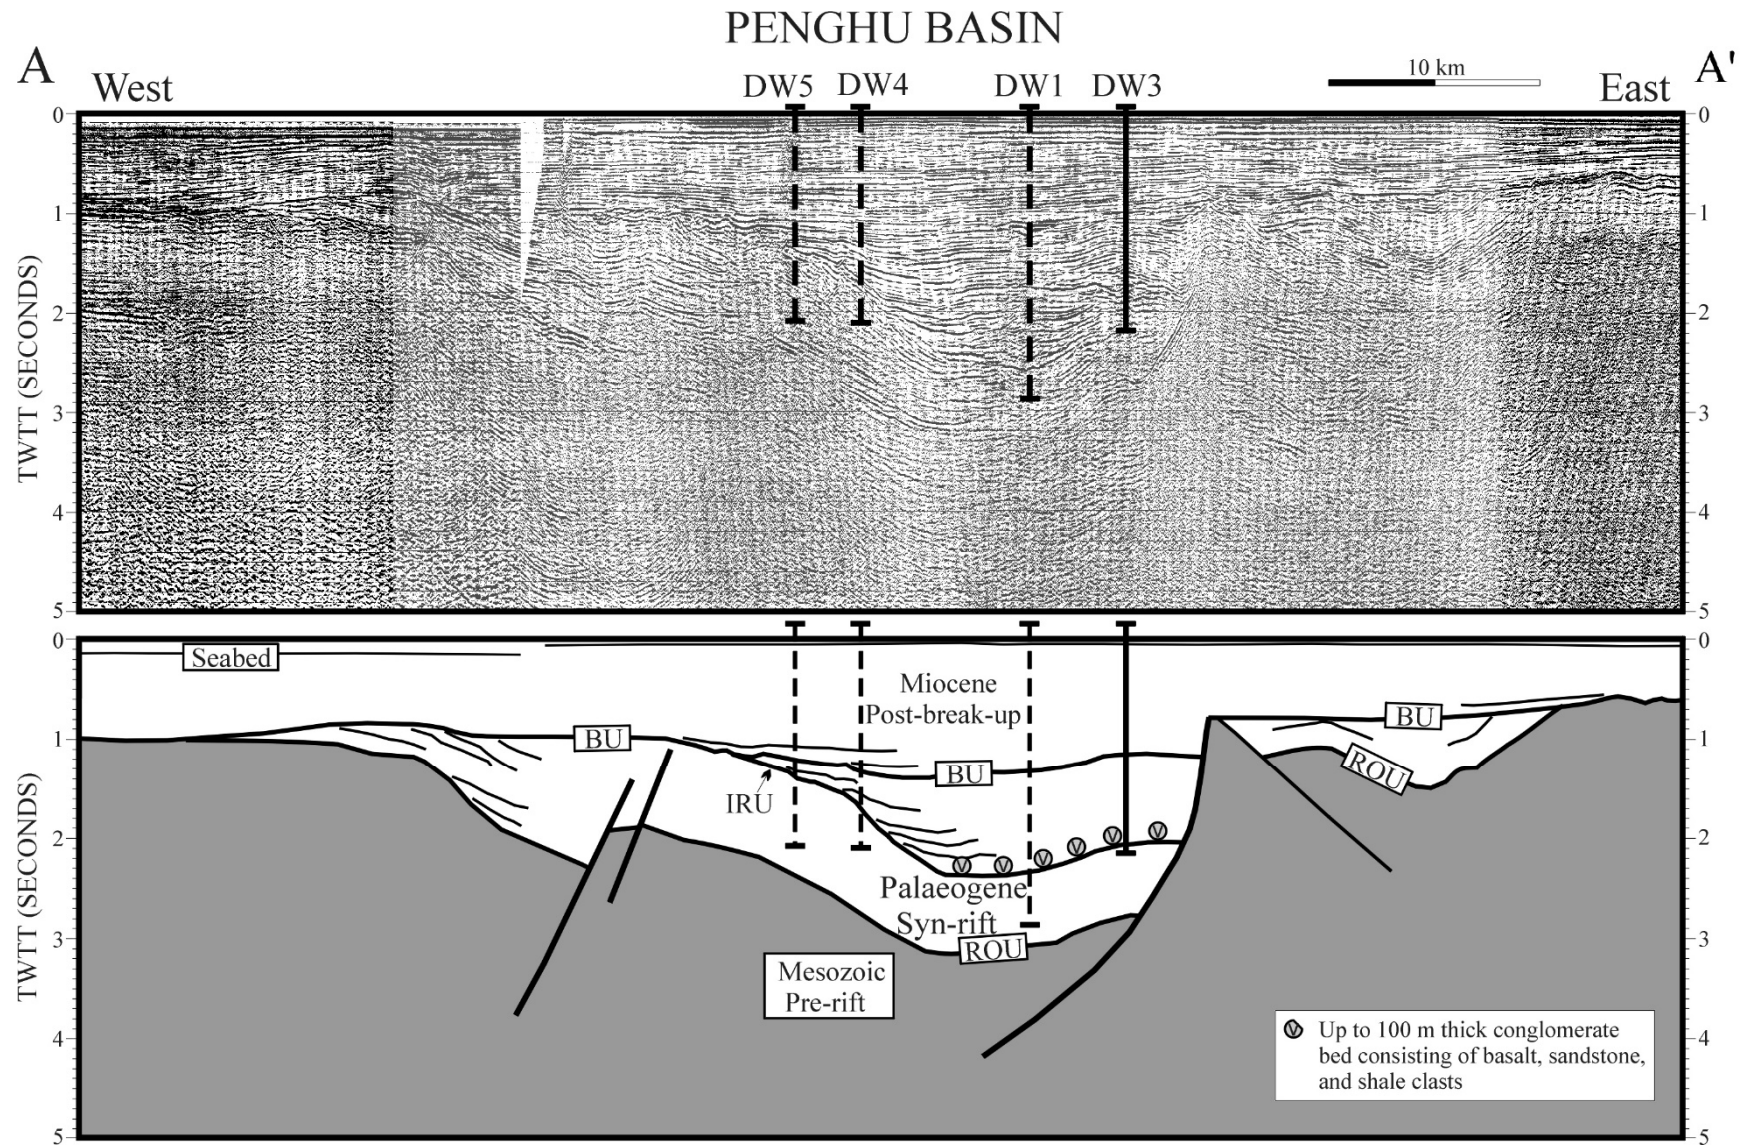 PENGHU BASIN
A
West
DW5
DW4
DW1
DW3
10 km
East
A'
TWTT (SECONDS)
0
1
2
3
4
5
0
1
2
3
4
5
TWTT (SECONDS)
0
1
2
3
4
5
Seabed
Miocene
Post-break-up
BU
BU
BU
IRU
ROU
V
V
V
V
V
V
Palaeogene
Syn-rift
ROU
Mesozoic
Pre-rift
V Up to 100 m thick conglomerate
bed consisting of basalt, sandstone,
and shale clasts
0
1
2
3
4
5